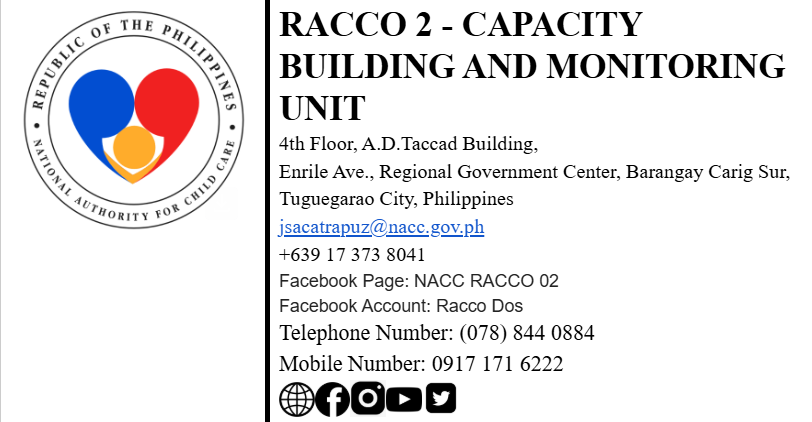 REPUBLIC OF THE PHILIPPINES
NATIONAL AUTHORITY FOR CHILD CARE
RACCO 2 - CAPACITY
BUILDING AND MONITORING
UNIT
4th Floor, A.D.Taccad Building,
Enrile Ave., Regional Government Center, Barangay Carig Sur,
Tuguegarao City, Philippines
jsacatrapuz@nacc.gov.ph
+639 17 373 8041
Facebook Page: NACC RACCO 02
Facebook Account: Racco Dos
Telephone Number: (078) 844 0884
Mobile Number: 0917 171 6222